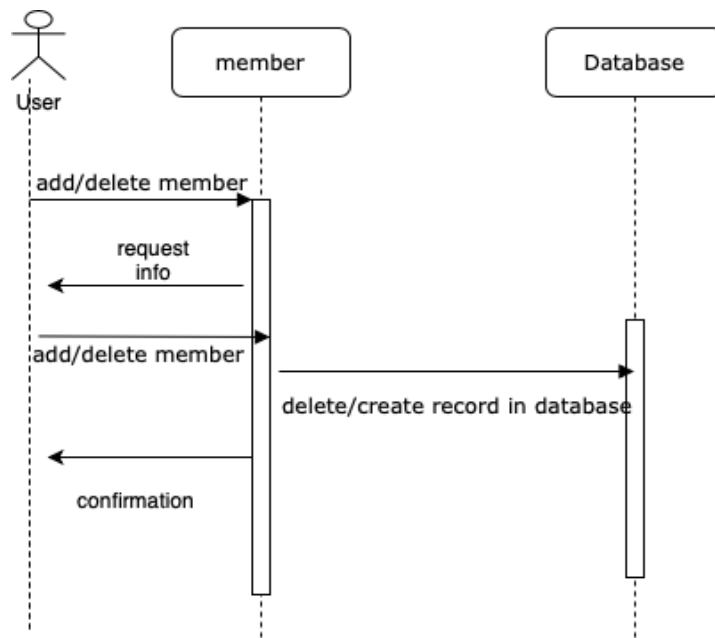 member
Database
User
add/delete member
request
info
add/delete member
delete/create record in database
confirmation